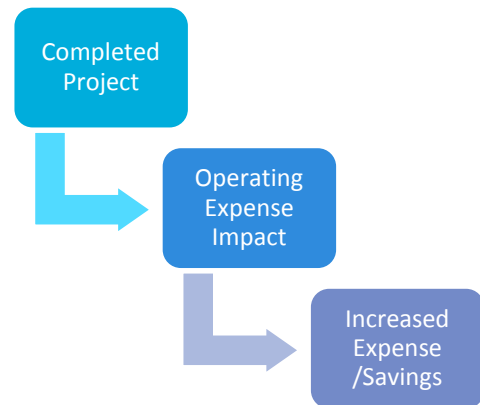 Completed
Project
Operating
Expense
Impact
Increased
Expense
/Savings